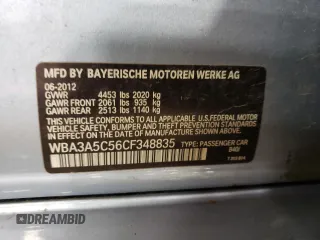 MFD BY BAYERISCHE MOTOREN WERKE AG
06-2012
GVWR 4453 lbs 2020 kg
GAWR FRONT 2061 lbs 935 kg
GAWR REAR 2513 lbs 1140 kg
THIS VEHICLE CONFORMS TO ALL APPLICABLE U.S. FEDERAL MOTOR
VEHICLE SAFETY, BUMPER, AND THEFT PREVENTION STANDARDS IN
EFFECT ON THE DATE OF MANUFACTURE SHOWN ABOVE.
WBA3A5C56CF348835 TYPE: PASSENGER CAR
©AUTOBIDMASTER